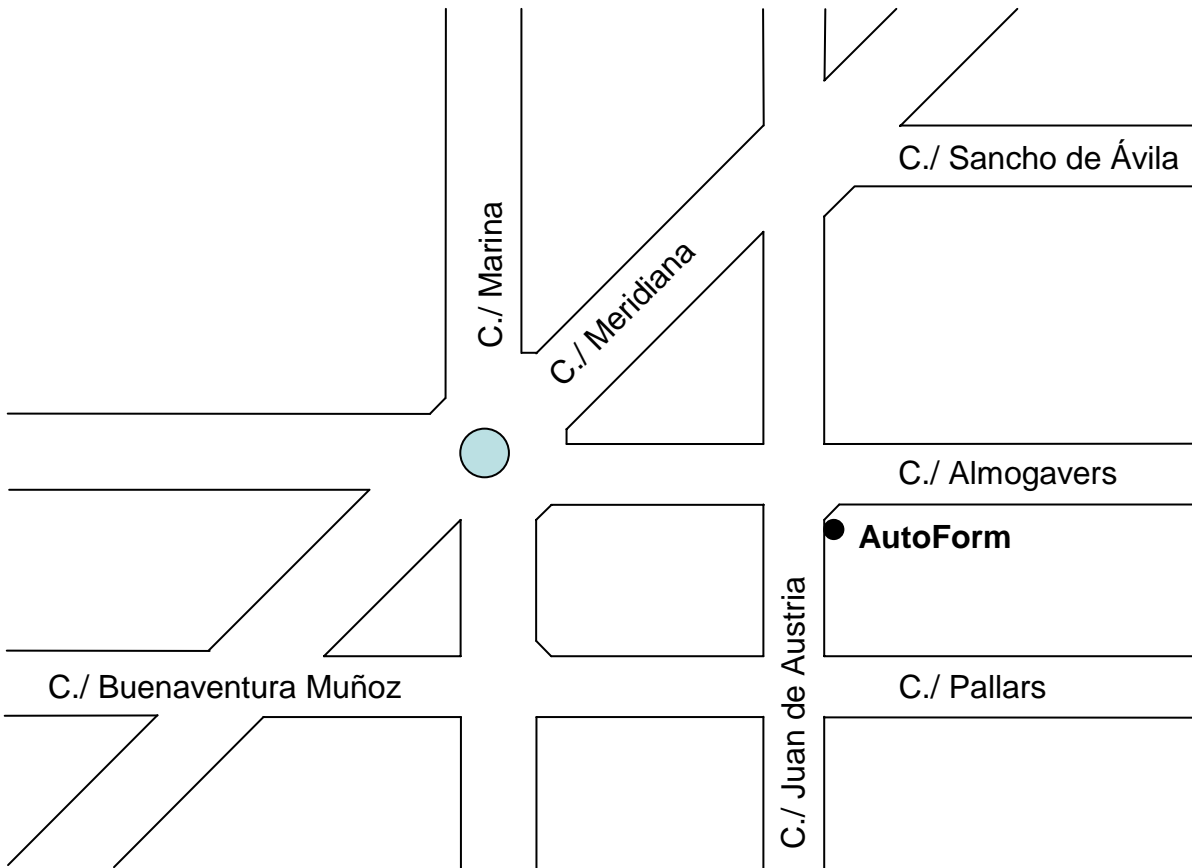 C./ Sancho de Ávila
C./ Marina
C./ Meridiana
C./ Almogavers
AutoForm
C./ Juan de Austria
C./ Buenaventura Muñoz
C./ Pallars